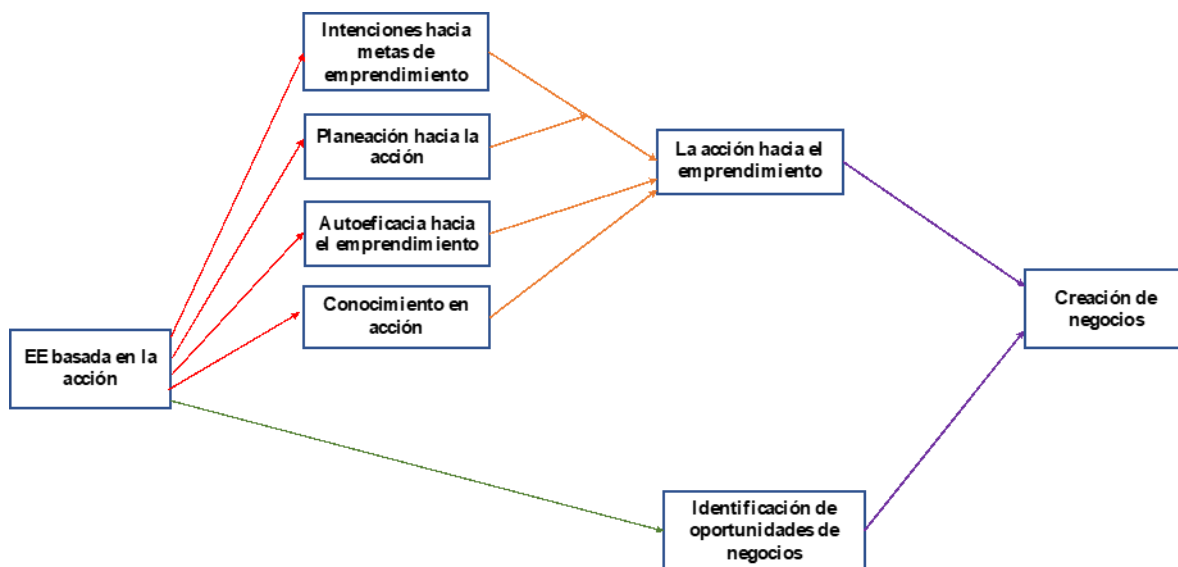 Intenciones hacia
metas de
emprendimiento
Planeación hacia la
acción
La acción hacia el
emprendimiento
Autoeficacia hacia
el emprendimiento
Conocimiento en
acción
Creación de
negocios
EE basada en la
acción
Identificación de
oportunidades de
negocios